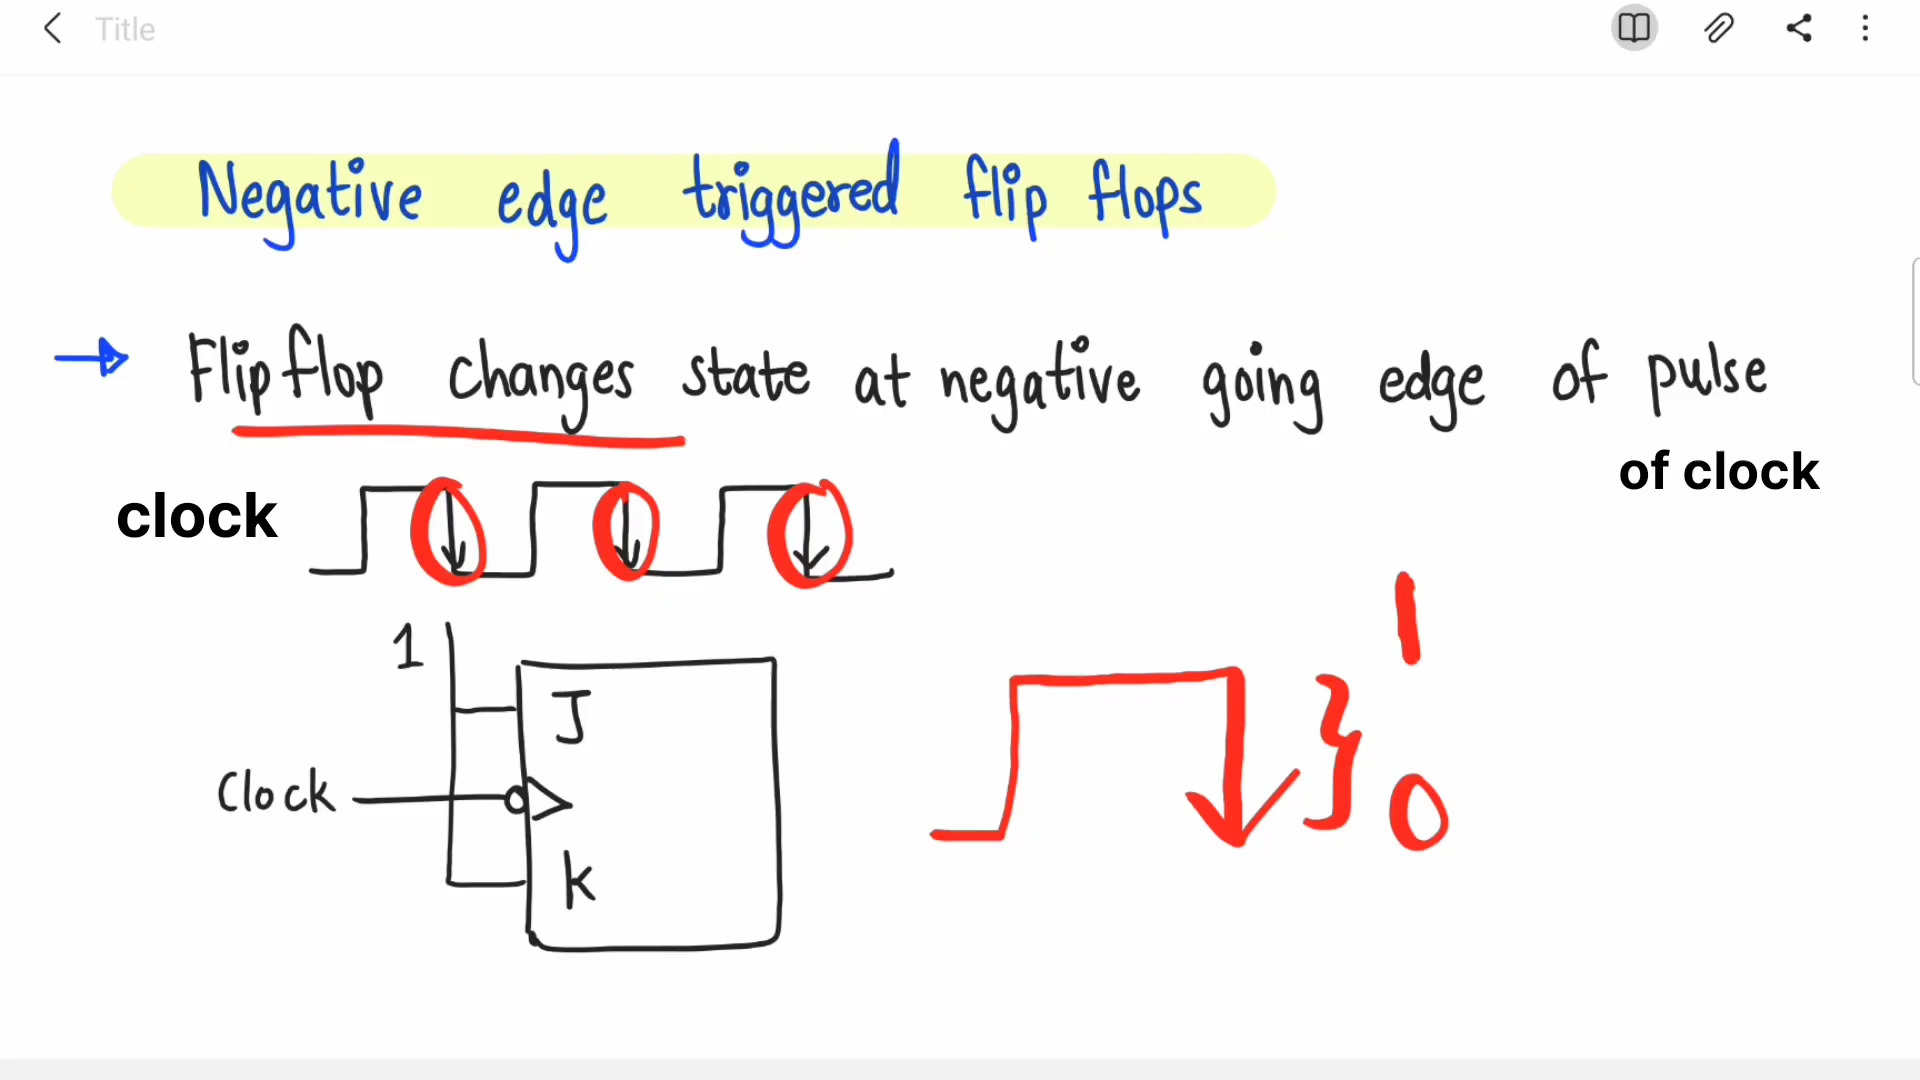 Title
Negative edge triggered flip flops
Flip flop changes state at negative going edge of pulse
of clock
clock
1
1
J
Clock
0
k